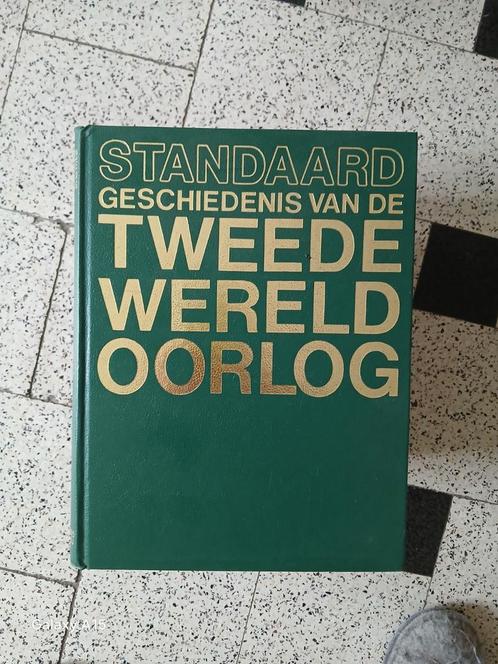 STANDAARD
GESCHIEDENIS VAN DE
TWEEDE
WERELD
OORLOG
Galaxy A15